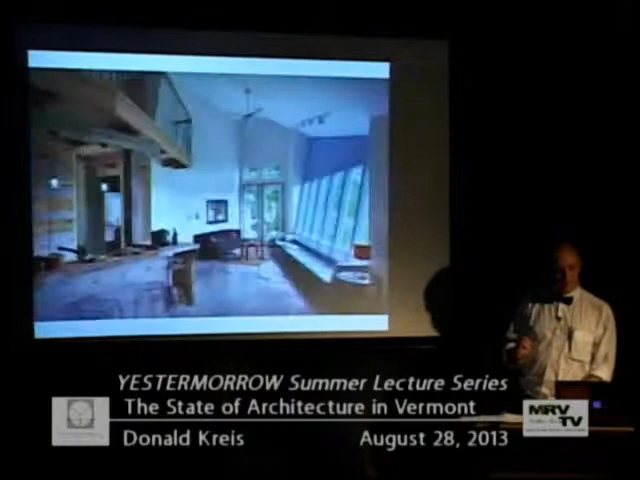 YESTERMORROW Summer Lecture Series
The State of Architecture in Vermont
Donald Kreis
August 28, 2013
MRV
TV